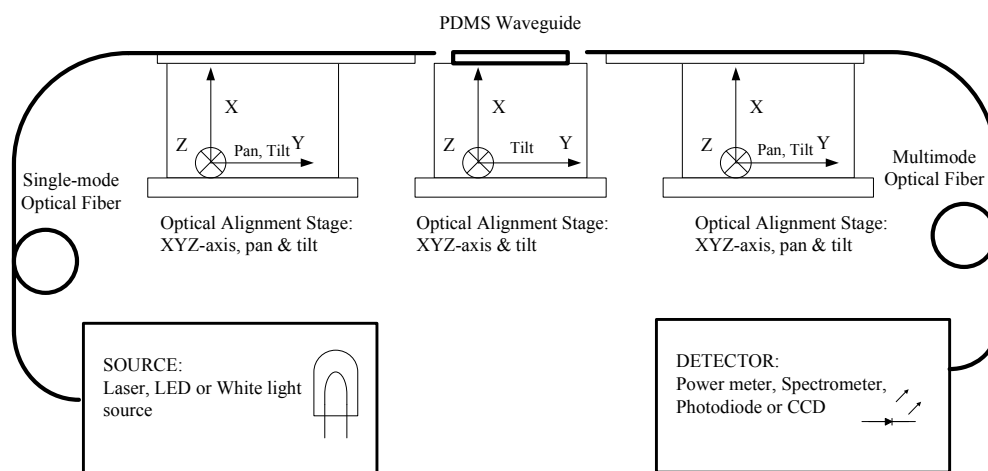 PDMS Waveguide
X
Z
Pan, Tilt
Y
X
Z
Tilt
Y
X
Z
Pan, Tilt
Y
Single-mode
Optical Fiber
Multimode
Optical Fiber
Optical Alignment Stage:
XYZ-axis, pan & tilt
Optical Alignment Stage:
XYZ-axis & tilt
Optical Alignment Stage:
XYZ-axis, pan & tilt
SOURCE:
Laser, LED or White light
source
DETECTOR:
Power meter, Spectrometer,
Photodiode or CCD